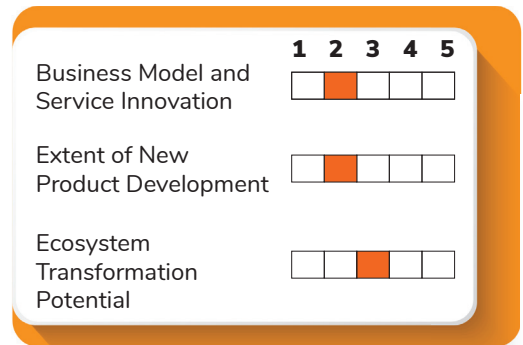 1 2 3 4 5
Business Model and
Service Innovation
Extent of New
Product Development
Ecosystem
Transformation
Potential